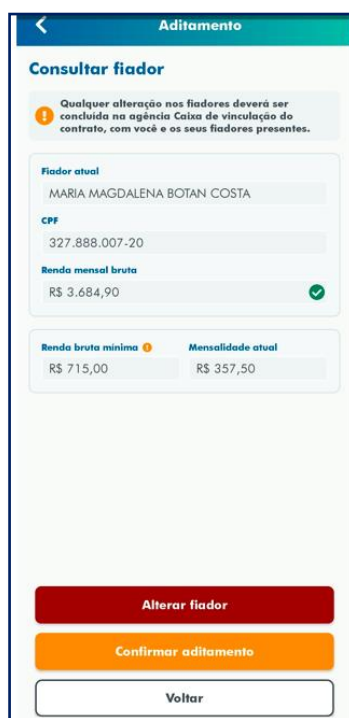 Aditamento
Consultar fiador
Qualquer alteração nos fiadores deverá ser
concluída na agência Caixa de vinculação do
contrato, com você e os seus fiadores presentes.
Fiador atual
MARIA MAGDALENA BOTAN COSTA
CPF
327.888.007-20
Renda mensal bruta
R$ 3.684,90
Renda bruta mínima Mensalidade atual
R$ 715,00 R$ 357,50
Alterar fiador
Confirmar aditamento
Voltar